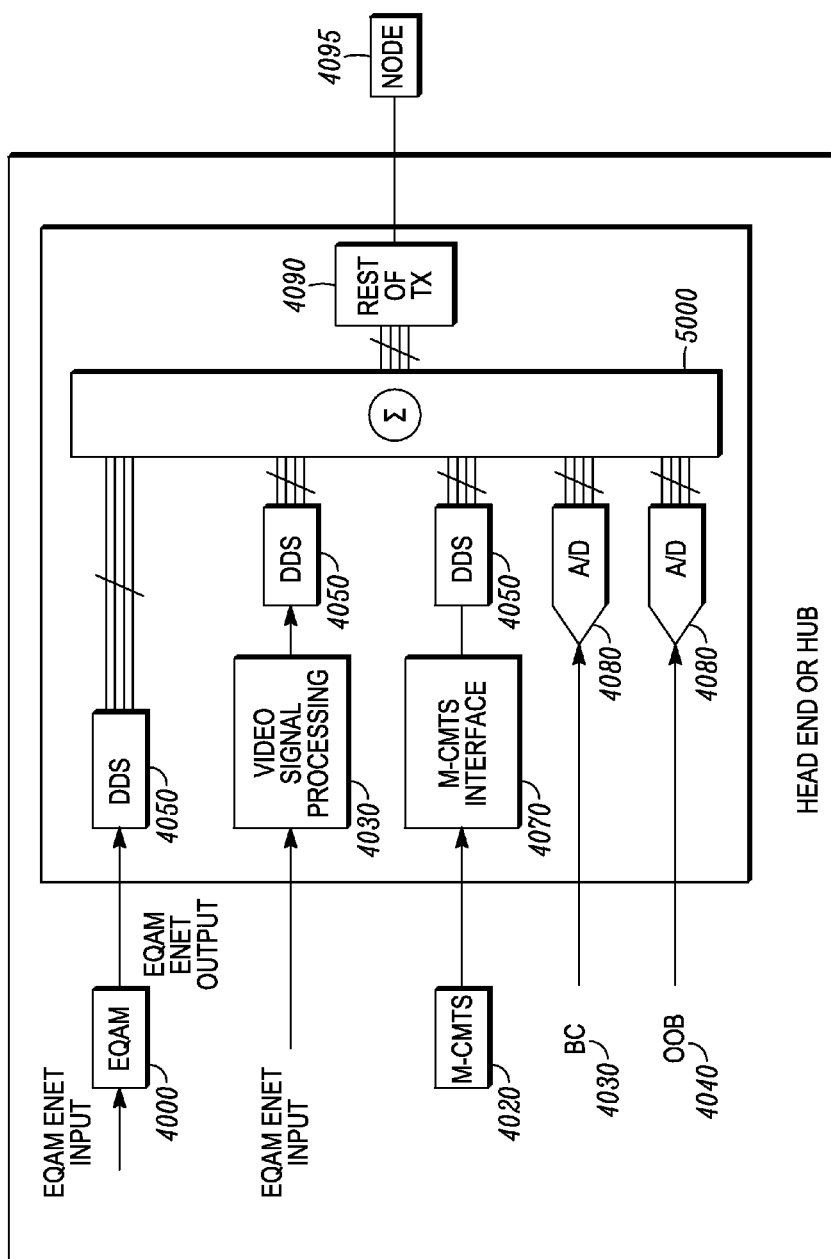 EQAM ENET
INPUT
EQAM
4000
EQAM
ENET
OUTPUT
DDS
4050
EQAM ENET
INPUT
VIDEO
SIGNAL
PROCESSING
4030
DDS
4050
M-CMTS
4020
M-CMTS
INTERFACE
4070
DDS
4050
BC
4030
A/D
4080
OOB
4040
A/D
4080
Σ
5000
REST
OF
TX
4090
NODE
4095
HEAD END OR HUB